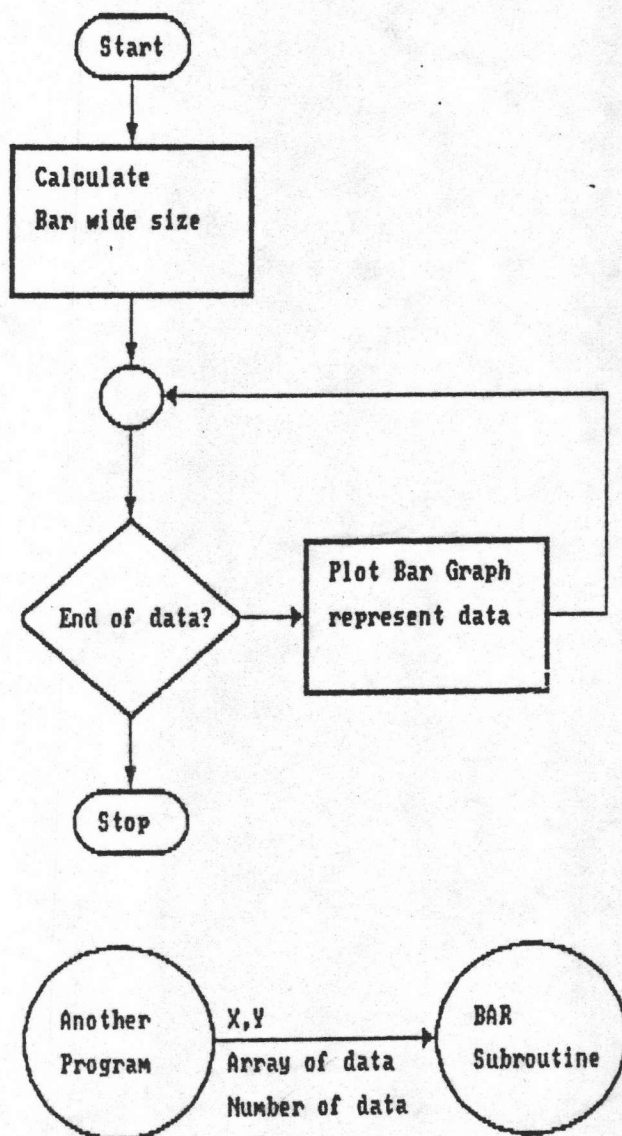 Start
Calculate
Bar wide size
End of data?
Plot Bar Graph
represent data
Stop
Another
Program
X,Y
Array of data
Number of data
BAR
Subroutine